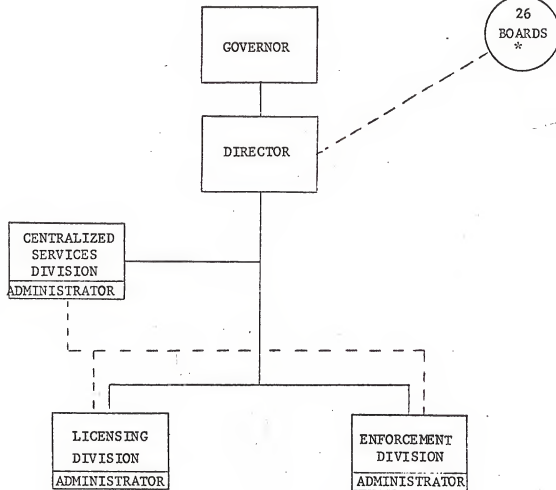 26
BOARDS
*
GOVERNOR
DIRECTOR
CENTRALIZED
SERVICES
DIVISION
ADMINISTRATOR
LICENSING
DIVISION
ADMINISTRATOR
ENFORCEMENT
DIVISION
ADMINISTRATOR